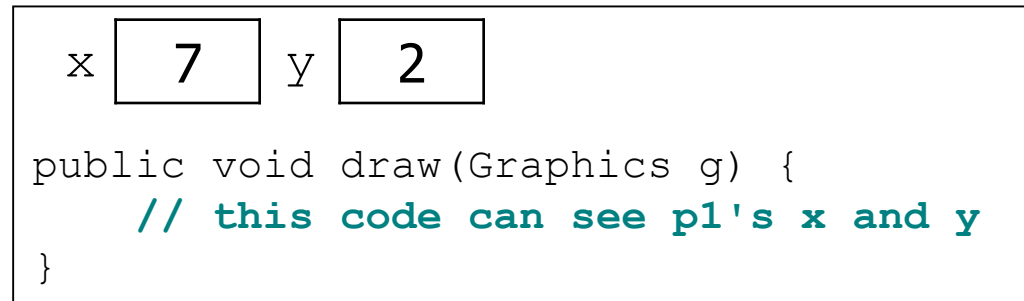 x 7 y 2
public void draw(Graphics g) {
    // this code can see p1's x and y
}